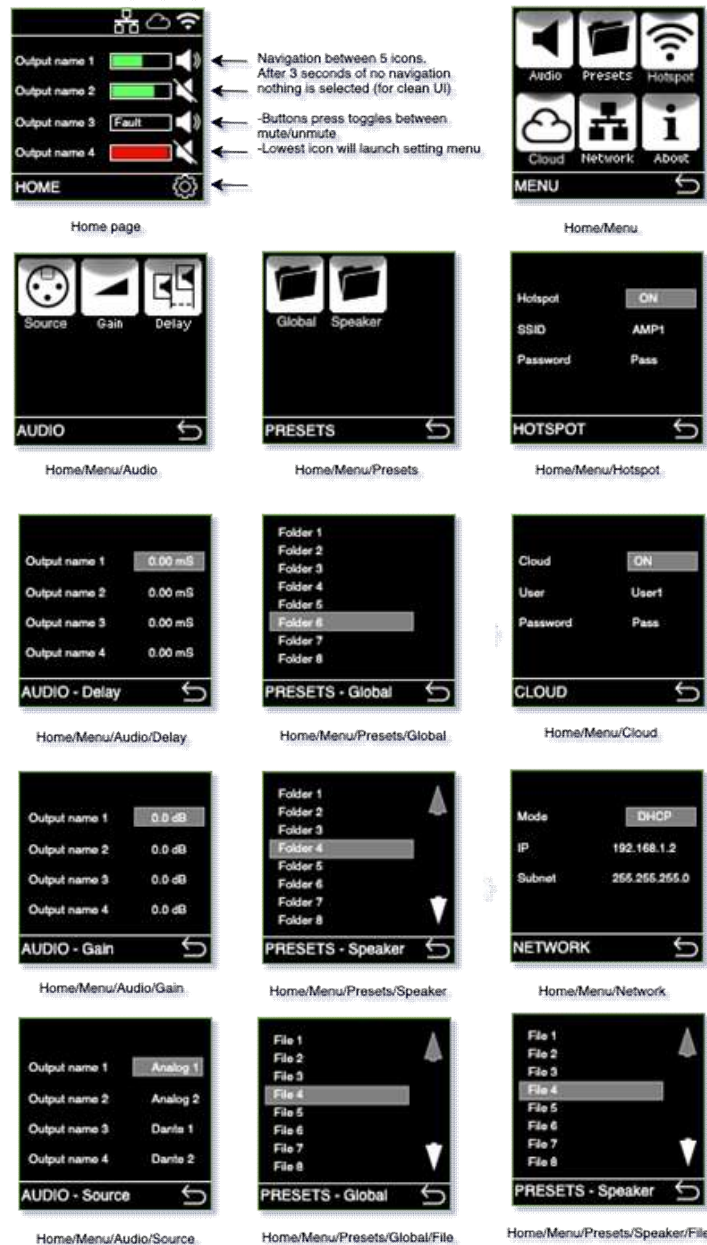 Output name 1
Output name 2
Output name 3 Fault
Output name 4
HOME
Home page
Navigation between 5 icons.
After 3 seconds of no navigation
nothing is selected (for clean UI)
-Buttons press toggles between
mute/unmute
-Lowest icon will launch setting menu
Audio Presets Hotspot
Cloud Network About
MENU
Home/Menu
Source Gain Delay
AUDIO
Home/Menu/Audio
Global Speaker
PRESETS
Home/Menu/Presets
Hotspot ON
SSID AMP1
Password Pass
HOTSPOT
Home/Menu/Hotspot
Output name 1 0.00 mS
Output name 2 0.00 mS
Output name 3 0.00 mS
Output name 4 0.00 mS
AUDIO - Delay
Home/Menu/Audio/Delay
Folder 1
Folder 2
Folder 3
Folder 4
Folder 5
Folder 6
Folder 7
Folder 8
PRESETS - Global
Home/Menu/Presets/Global
Cloud ON
User User1
Password Pass
CLOUD
Home/Menu/Cloud
Output name 1 0.0 dB
Output name 2 0.0 dB
Output name 3 0.0 dB
Output name 4 0.0 dB
AUDIO - Gain
Home/Menu/Audio/Gain
Folder 1
Folder 2
Folder 3
Folder 4
Folder 5
Folder 6
Folder 7
Folder 8
PRESETS - Speaker
Home/Menu/Presets/Speaker
Mode DHCP
IP 192.168.1.2
Subnet 255.255.255.0
NETWORK
Home/Menu/Network
Output name 1 Analog 1
Output name 2 Analog 2
Output name 3 Dante 1
Output name 4 Dante 2
AUDIO - Source
Home/Menu/Audio/Source
File 1
File 2
File 3
File 4
File 5
File 6
File 7
File 8
PRESETS - Global
Home/Menu/Presets/Global/File
File 1
File 2
File 3
File 4
File 5
File 6
File 7
File 8
PRESETS - Speaker
Home/Menu/Presets/Speaker/File